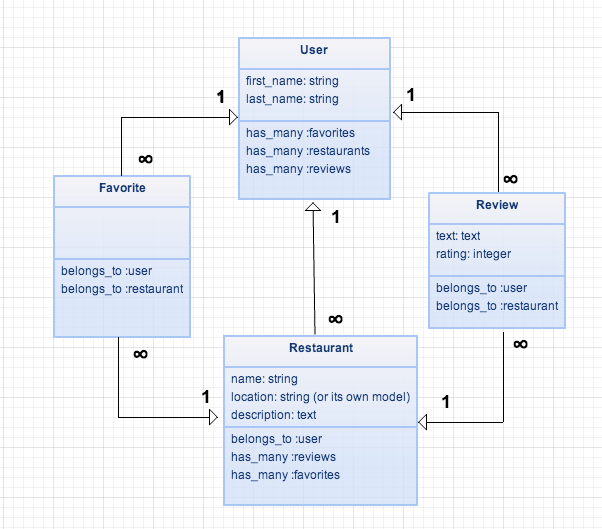 User
first_name: string
last_name: string
has_many :favorites
has_many :restaurants
has_many :reviews
1
1
∞
∞
Favorite
belongs_to :user
belongs_to :restaurant
Review
text: text
rating: integer
belongs_to :user
belongs_to :restaurant
1
∞
∞
∞
1
1
Restaurant
name: string
location: string (or its own model)
description: text
belongs_to :user
has_many :reviews
has_many :favorites